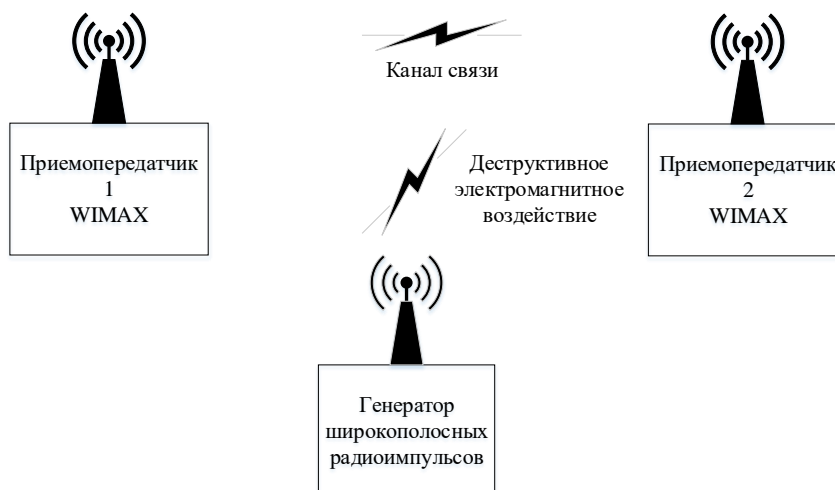 Канал связи
Приемопередатчик
1
WIMAX
Деструктивное
электромагнитное
воздействие
Приемопередатчик
2
WIMAX
Генератор
широкополосных
радиоимпульсов